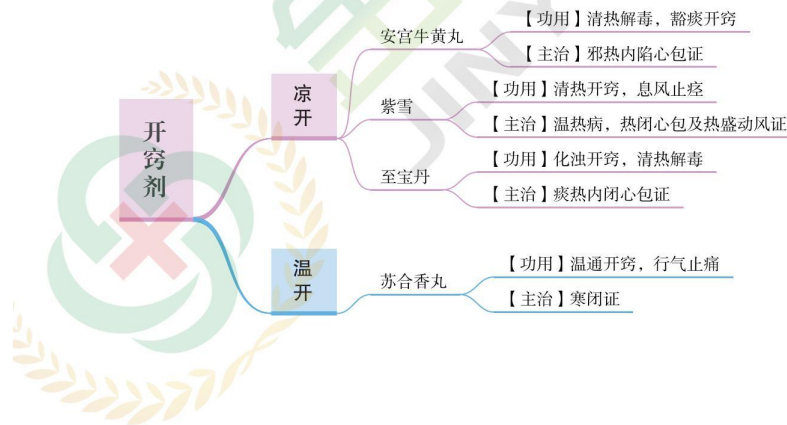 开窍剂
凉开
安宫牛黄丸
【功用】清热解毒，豁痰开窍
【主治】邪热内陷心包证
紫雪
【功用】清热开窍，息风止痉
【主治】温热病，热闭心包及热盛动风证
至宝丹
【功用】化浊开窍，清热解毒
【主治】痰热内闭心包证
温开
苏合香丸
【功用】温通开窍，行气止痛
【主治】寒闭证